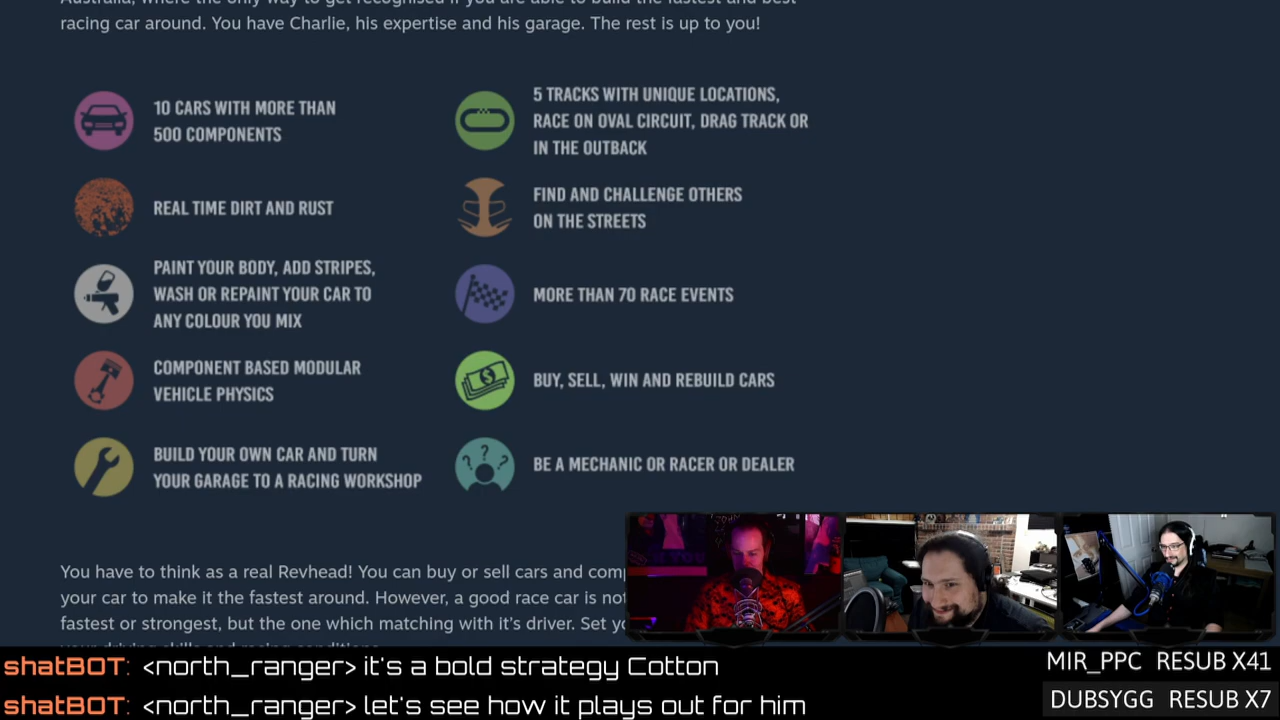 racing car around. You have Charlie, his expertise and his garage. The rest is up to you!
10 CARS WITH MORE THAN
500 COMPONENTS
5 TRACKS WITH UNIQUE LOCATIONS,
RACE ON OVAL CIRCUIT, DRAG TRACK OR
IN THE OUTBACK
REAL TIME DIRT AND RUST
FIND AND CHALLENGE OTHERS
ON THE STREETS
PAINT YOUR BODY, ADD STRIPES,
WASH OR REPAINT YOUR CAR TO
ANY COLOUR YOU MIX
MORE THAN 70 RACE EVENTS
COMPONENT BASED MODULAR
VEHICLE PHYSICS
BUY, SELL, WIN AND REBUILD CARS
BUILD YOUR OWN CAR AND TURN
YOUR GARAGE TO A RACING WORKSHOP
BE A MECHANIC OR RACER OR DEALER
You have to think as a real Revhead! You can buy or sell cars and com
your car to make it the fastest around. However, a good race car is no
fastest or strongest, but the one which matching with it's driver. Set
shatBOT: <north_ranger> it's a bold strategy Cotton
shatBOT: <north_ranger> let's see how it plays out for him
MIR_PPC RESUB X41
DUBSYGG RESUB X7